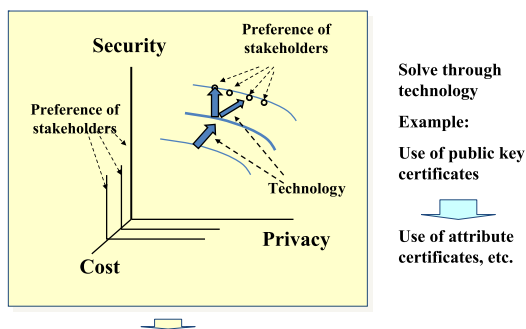 Security
Preference of
stakeholders
Preference of
stakeholders
Technology
Privacy
Cost
Solve through
technology
Example:
Use of public key
certificates
Use of attribute
certificates, etc.